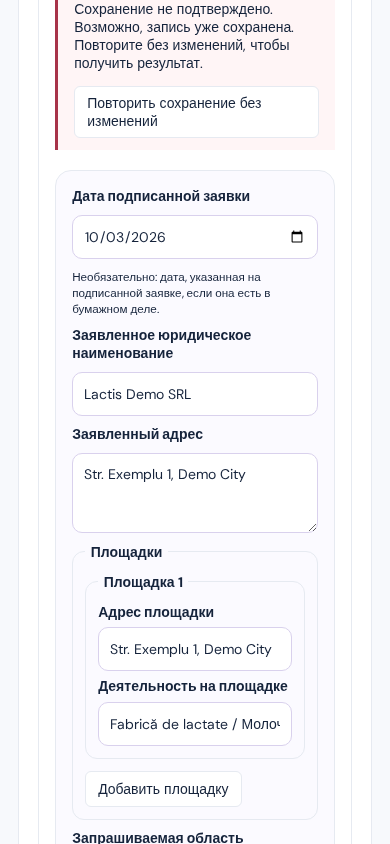 Сохранение не подтверждено.
Возможно, запись уже сохранена.
Повторите без изменений, чтобы
получить результат.
Повторить сохранение без
изменений
Дата подписанной заявки
10/03/2026
Необязательно: дата, указанная на
подписанной заявке, если она есть в
бумажном деле.
Заявленное юридическое
наименование
Lactis Demo SRL
Заявленный адрес
Str. Exemplu 1, Demo City
Площадки
Площадка 1
Адрес площадки
Str. Exemplu 1, Demo City
Деятельность на площадке
Fabrică de lactate /
Добавить площадку
Запрашиваемая область